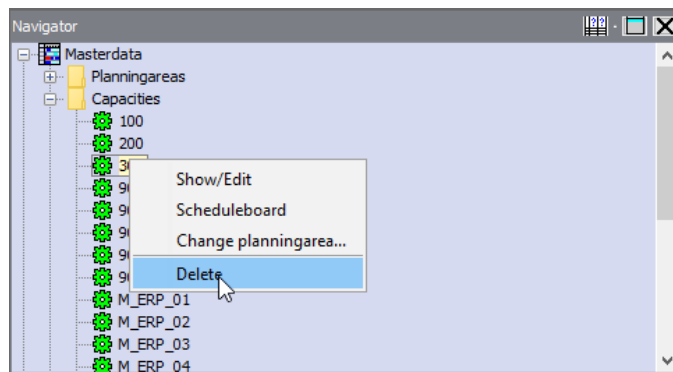 Navigator
Masterdata
Planningareas
Capacities
100
200
Show/Edit
Scheduleboard
Change planningarea...
Delete
M_ERP_01
M_ERP_02
M_ERP_03
M_ERP_04